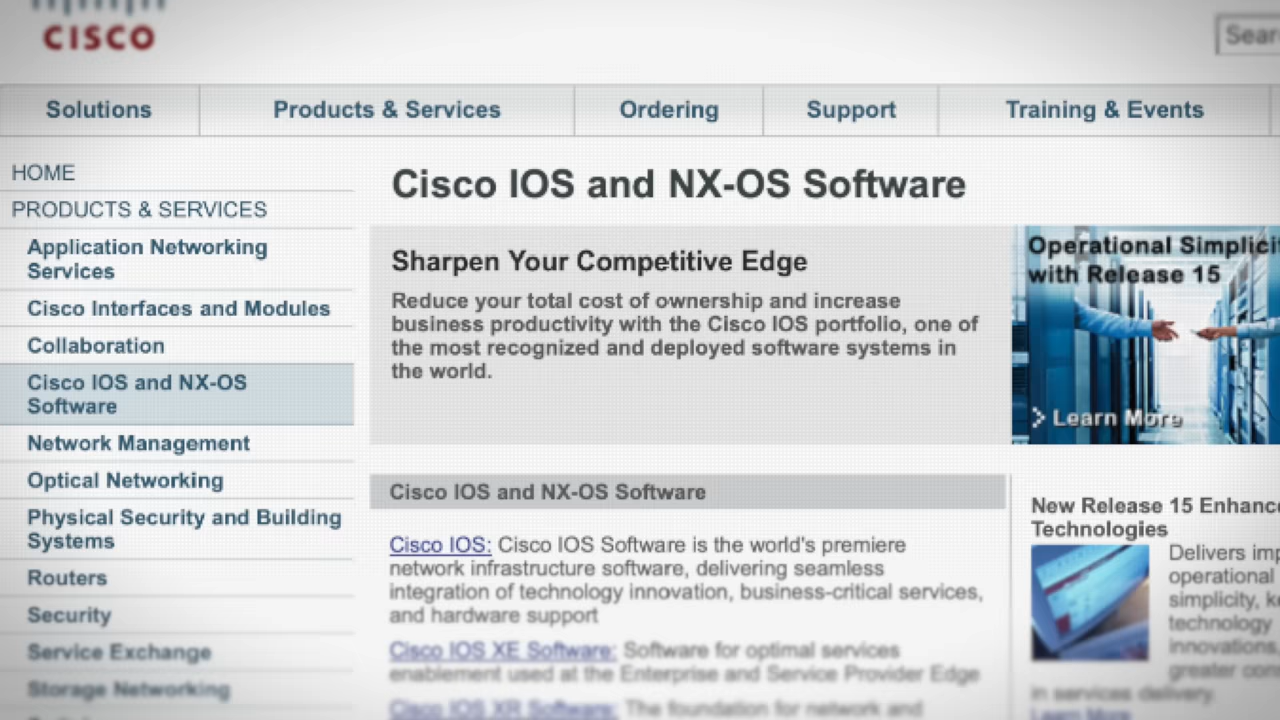 CISCO
Solutions
Products & Services
Ordering
Support
Training & Events
HOME
PRODUCTS & SERVICES
Application Networking
Services
Cisco Interfaces and Modules
Collaboration
Cisco IOS and NX-OS
Software
Network Management
Optical Networking
Physical Security and Building
Systems
Routers
Security
Service Exchange
Storage Networking
Cisco IOS and NX-OS Software
Sharpen Your Competitive Edge
Reduce your total cost of ownership and increase
business productivity with the Cisco IOS portfolio, one of
the most recognized and deployed software systems in
the world.
Operational
with Release 15
Learn More
Cisco IOS and NX-OS Software
Cisco IOS: Cisco IOS Software is the world's premiere
network infrastructure software, delivering seamless
integration of technology innovation, business-critical services,
and hardware support
Cisco IOS XE Software: Software for optimal services
enablement used at the Enterprise and Service Provider Edge
Cisco IOS XR Software: The foundation for network and
New Release 15
Technologies
Delivers
operational
simplicity,
technology
innovations,
greater
in services delivery.
Learn More